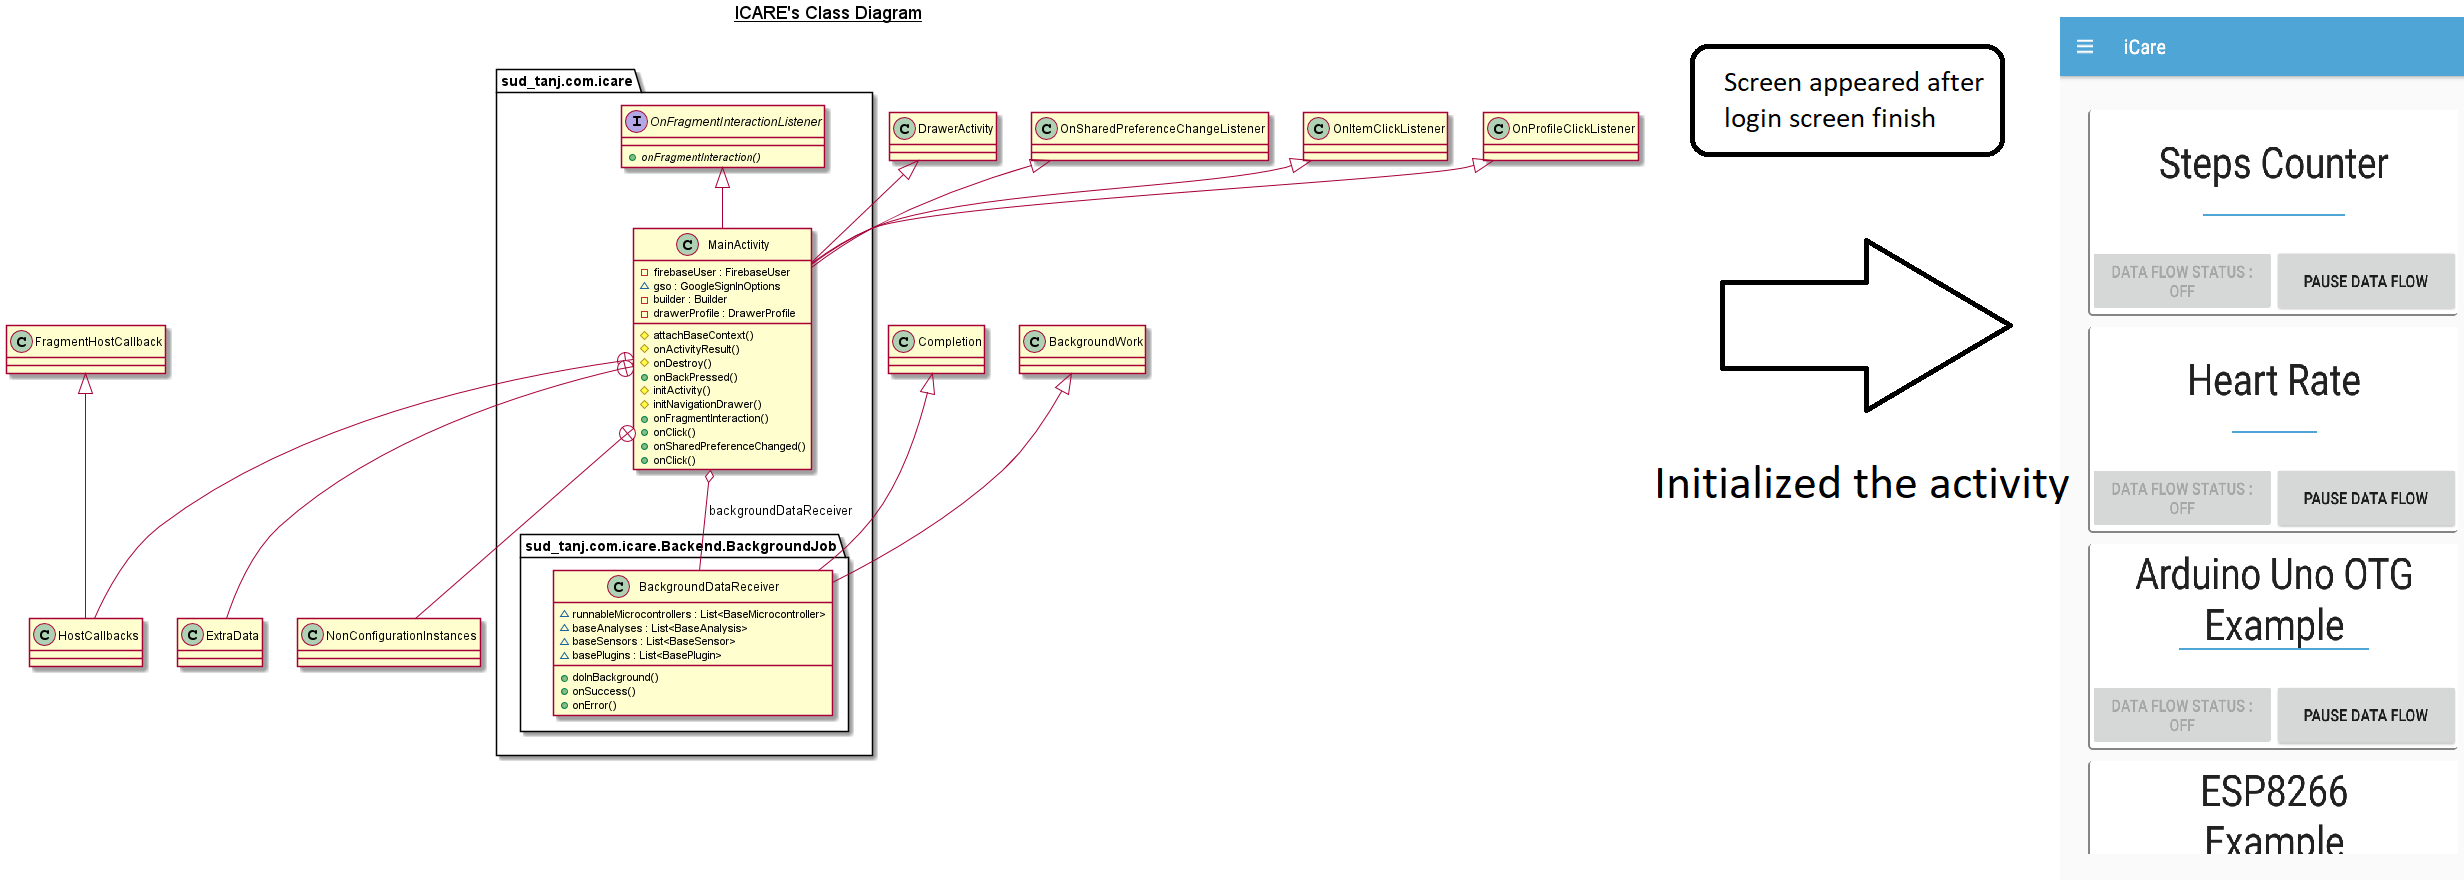 ICARE's Class Diagram
sud_tanj.com.icare
I
OnFragmentInteractionListener
onFragmentInteraction()
C
DrawerActivity
C
OnSharedPreferenceChangeListener
C
OnItemClickListener
C
OnProfileClickListener
C
MainActivity
firebaseUser : FirebaseUser
gso : GoogleSignInOptions
builder : Builder
drawerProfile : DrawerProfile
attachBaseContext()
onActivityResult()
onDestroy()
onBackPressed()
initActivity()
initNavigationDrawer()
onFragmentInteraction()
onClick()
onSharedPreferenceChanged()
onClick()
C
FragmentHostCallback
C
Completion
C
BackgroundWork
backgroundDataReceiver
sud_tanj.com.icare.Backend.BackgroundJob
C
BackgroundDataReceiver
runnableMicrocontrollers : List<BaseMicrocontroller>
baseAnalyses : List<BaseAnalysis>
baseSensors : List<BaseSensor>
basePlugins : List<BasePlugin>
doInBackground()
onSuccess()
onError()
C
HostCallbacks
C
ExtraData
C
NonConfigurationInstances
Screen appeared after
login screen finish
Initialized the activity
iCare
Steps Counter
DATA FLOW STATUS :
OFF
PAUSE DATA FLOW
Heart Rate
DATA FLOW STATUS :
OFF
PAUSE DATA FLOW
Arduino Uno OTG
Example
DATA FLOW STATUS :
OFF
PAUSE DATA FLOW
ESP8266
Example